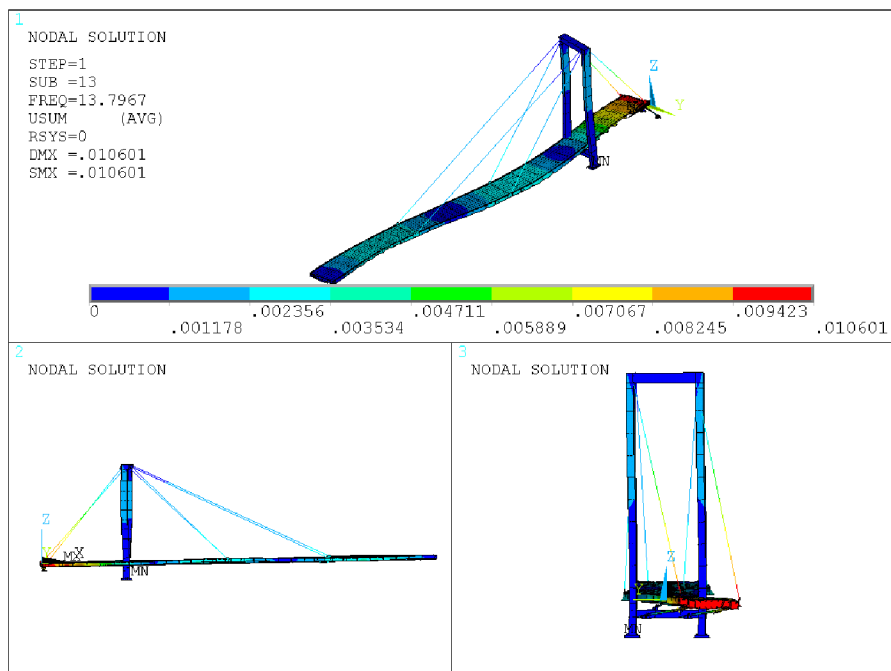 1
NODAL SOLUTION
STEP=1
SUB =13
FREQ=13.7967
USUM (AVG)
RSYS=0
DMX =.010601
SMX =.010601
Z
Y
MN
0 .002356 .004711 .007067 .009423
.001178 .003534 .005889 .008245 .010601
2
NODAL SOLUTION
Z
Y
MX
MN
3
NODAL SOLUTION
Z
Y
MN